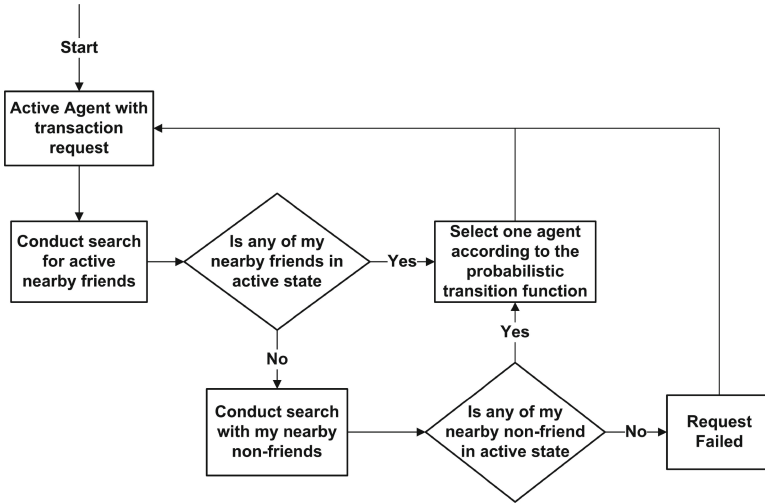 Start
Active Agent with
transaction
request
Conduct search
for active
nearby friends
Is any of my
nearby friends in
active state
Yes
Select one agent
according to the
probabilistic
transition function
No
Yes
Conduct search
with my nearby
non-friends
Is any of my
nearby non-friend
in active state
No
Request
Failed